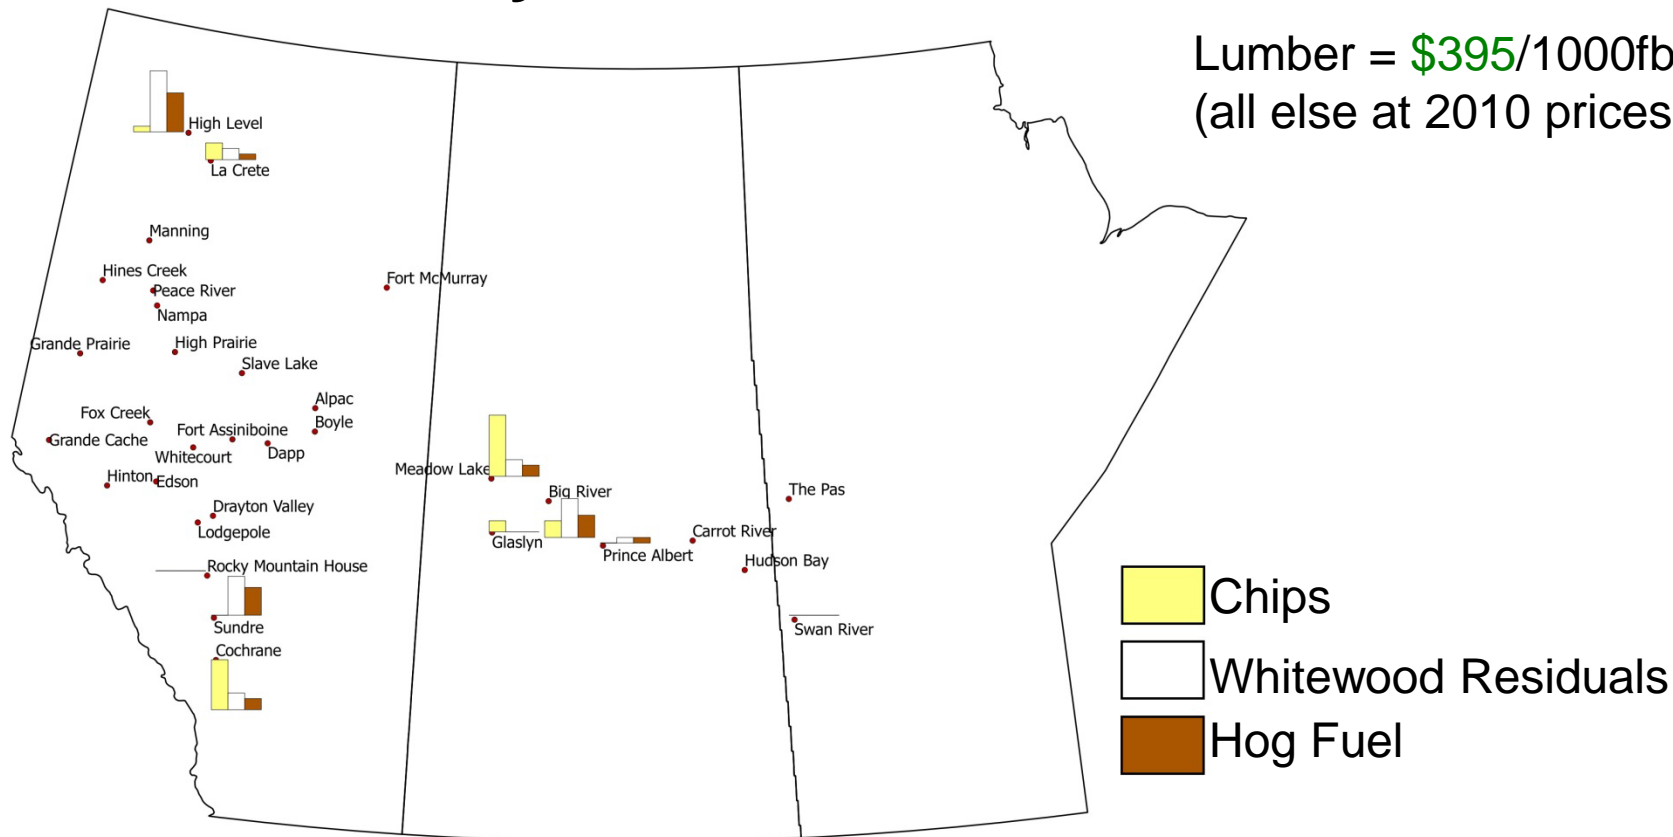 Lumber = $395/1000fb
(all else at 2010 prices
High Level
La Crete
Manning
Hines Creek
Peace River
Nampa
Fort McMurray
Grande Prairie
High Prairie
Slave Lake
Alpac
Fox Creek
Boyle
Fort Assiniboine
Grande Cache
Whitecourt
Dapp
Hinton
Edson
Meadow Lake
Big River
The Pas
Drayton Valley
Lodgepole
Glaslyn
Prince Albert
Carrot River
Hudson Bay
Rocky Mountain House
Sundre
Swan River
Cochrane
Chips
Whitewood Residuals
Hog Fuel